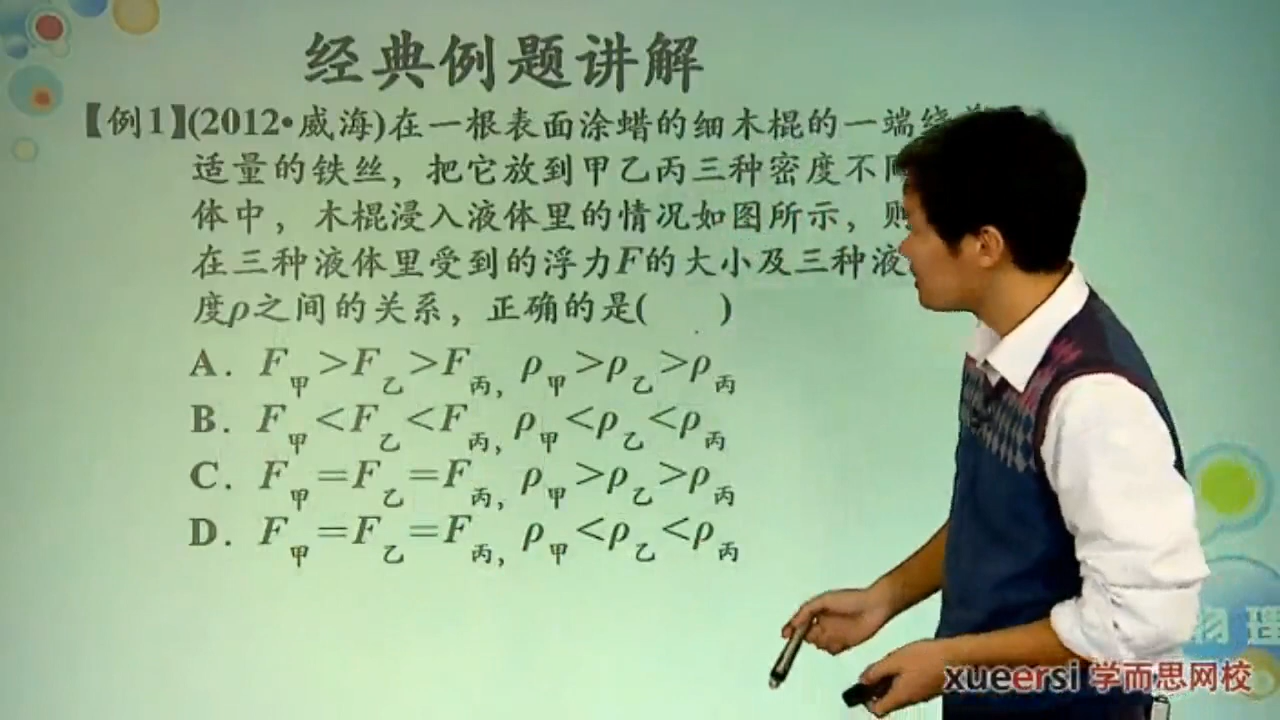 经典例题讲解
【例1】(2012•威海)在一根表面涂蜡的细木棍的一端
适量的铁丝，把它放到甲乙丙三种密度不
体中，木棍浸入液体里的情况如图所示，则
在三种液体里受到的浮力F的大小及三种液
度ρ之间的关系，正确的是(　　)
A．F甲>F乙>F丙，ρ甲>ρ乙>ρ丙
B．F甲<F乙<F丙，ρ甲<ρ乙<ρ丙
C．F甲=F乙=F丙，ρ甲>ρ乙>ρ丙
D．F甲=F乙=F丙，ρ甲<ρ乙<ρ丙
物理
xueersi 学而思网校